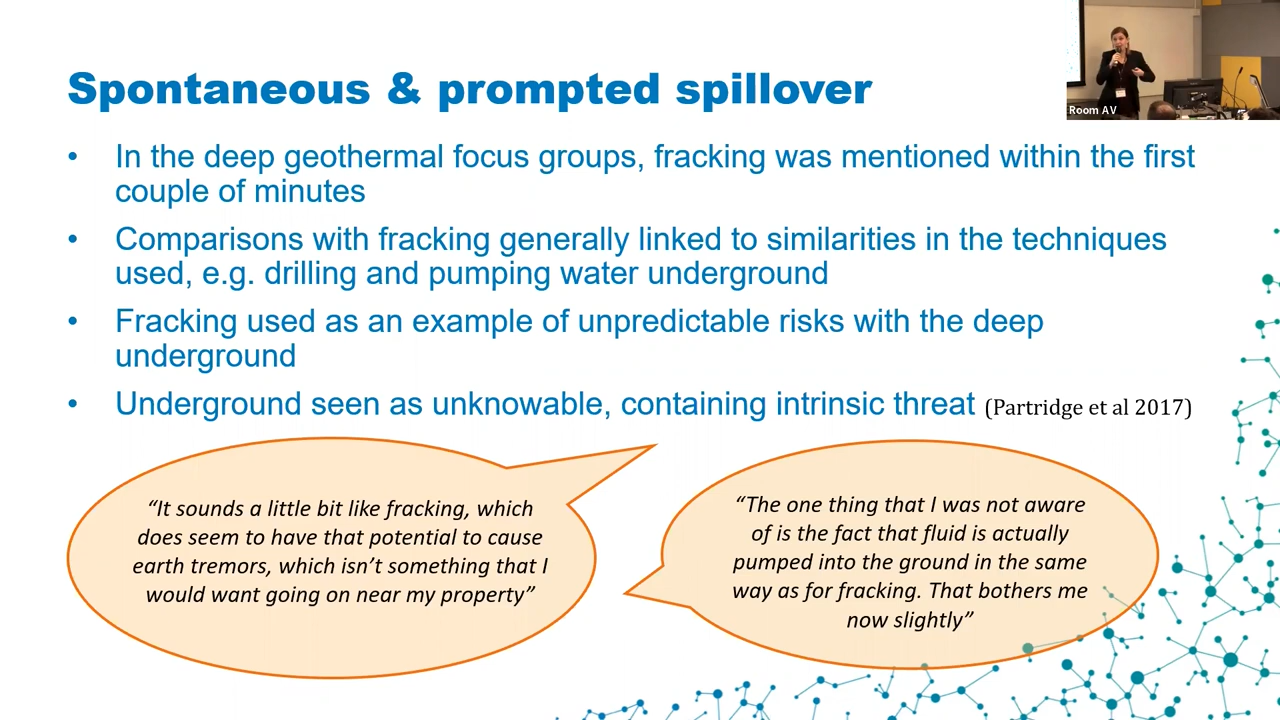 Spontaneous & prompted spillover
Room AV
• In the deep geothermal focus groups, fracking was mentioned within the first
couple of minutes
• Comparisons with fracking generally linked to similarities in the techniques
used, e.g. drilling and pumping water underground
• Fracking used as an example of unpredictable risks with the deep
underground
• Underground seen as unknowable, containing intrinsic threat (Partridge et al 2017)
“It sounds a little bit like fracking, which
does seem to have that potential to cause
earth tremors, which isn’t something that I
would want going on near my property”
“The one thing that I was not aware
of is the fact that fluid is actually
pumped into the ground in the same
way as for fracking. That bothers me
now slightly”